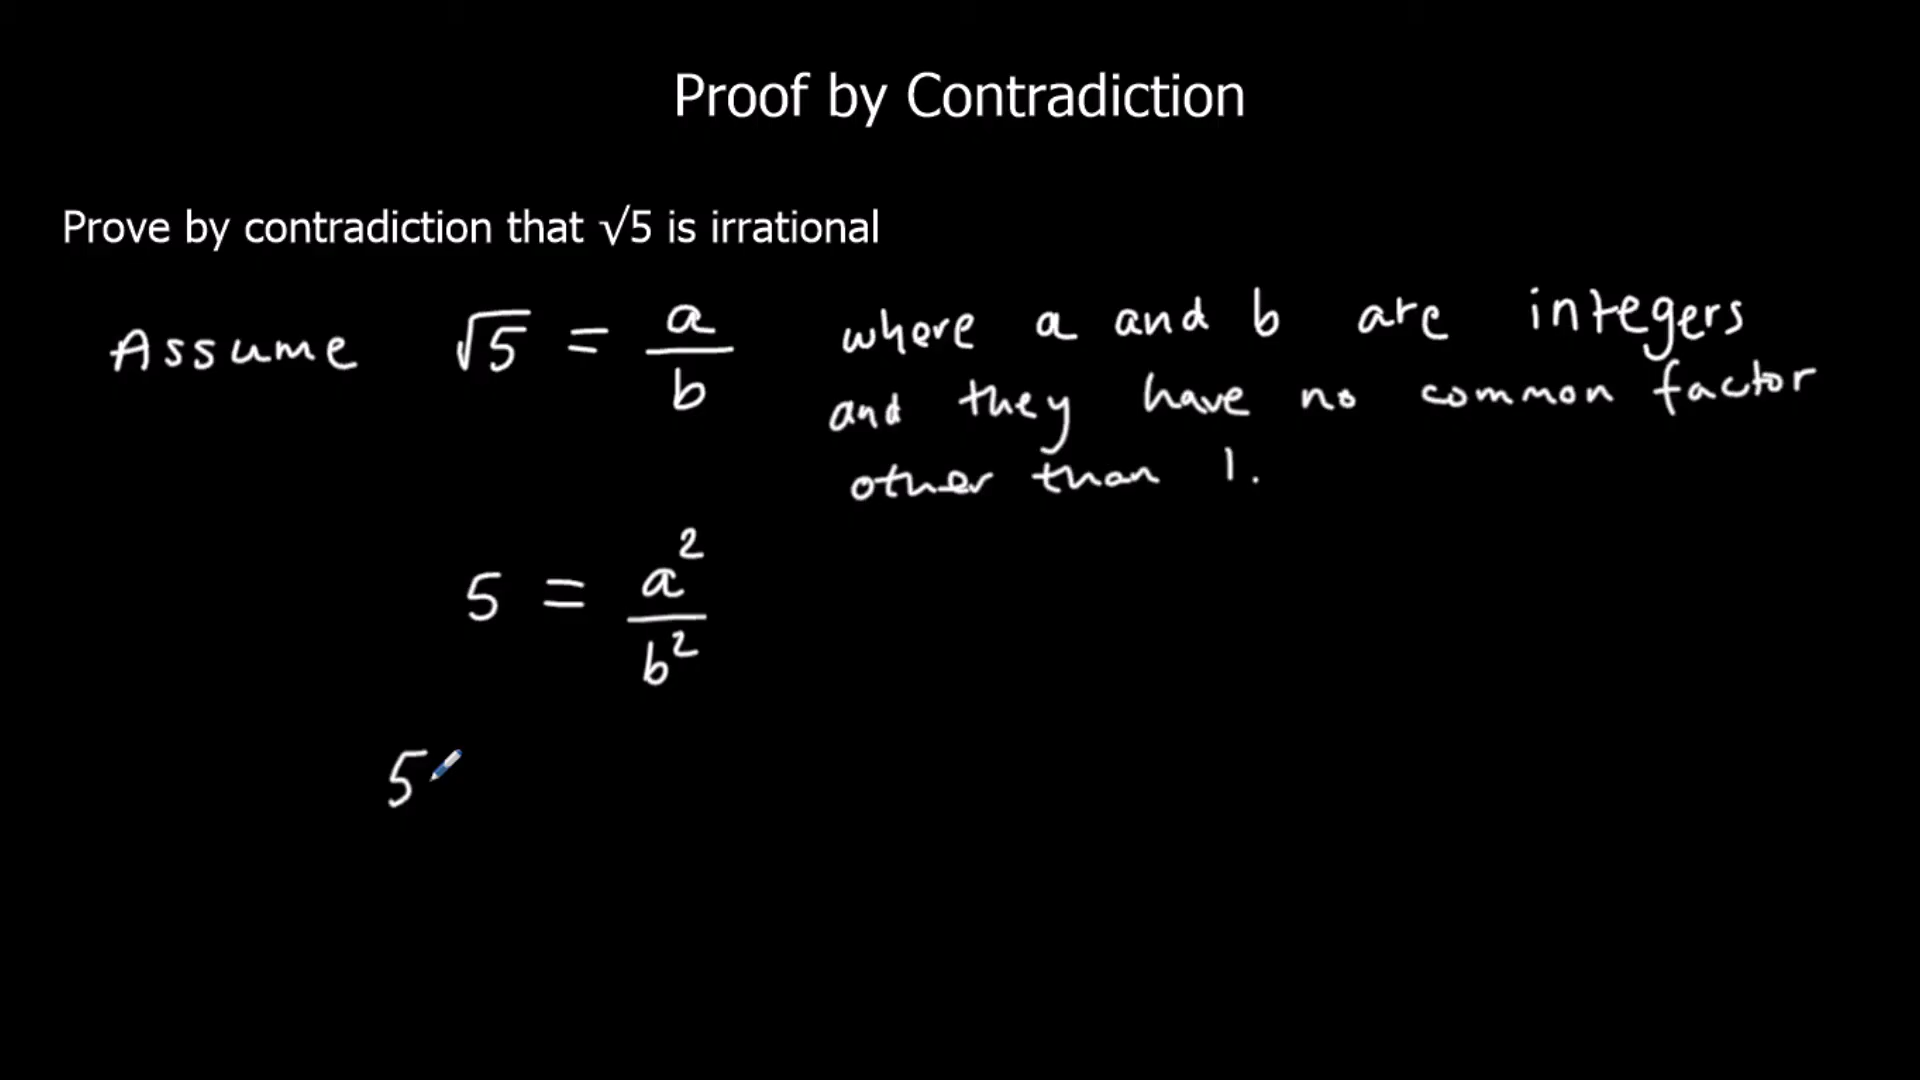 Proof by Contradiction
Prove by contradiction that √5 is irrational
Assume √5 = a/b where a and b are integers
and they have no common factor
other than 1.
5 = a²/b²
5